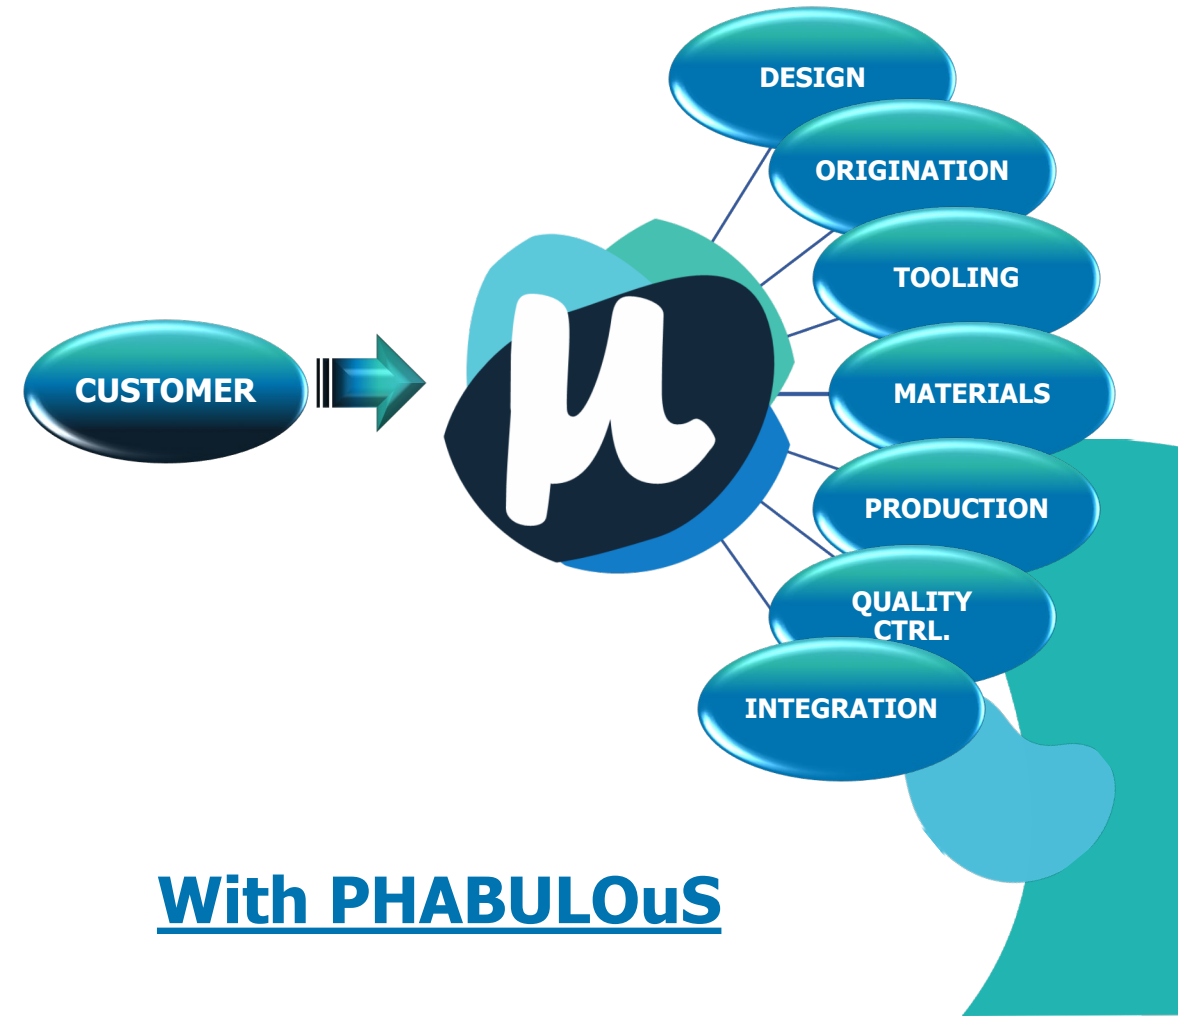 DESIGN
ORIGINATION
TOOLING
CUSTOMER
µ
MATERIALS
PRODUCTION
QUALITY
CTRL.
INTEGRATION
With PHABULOuS